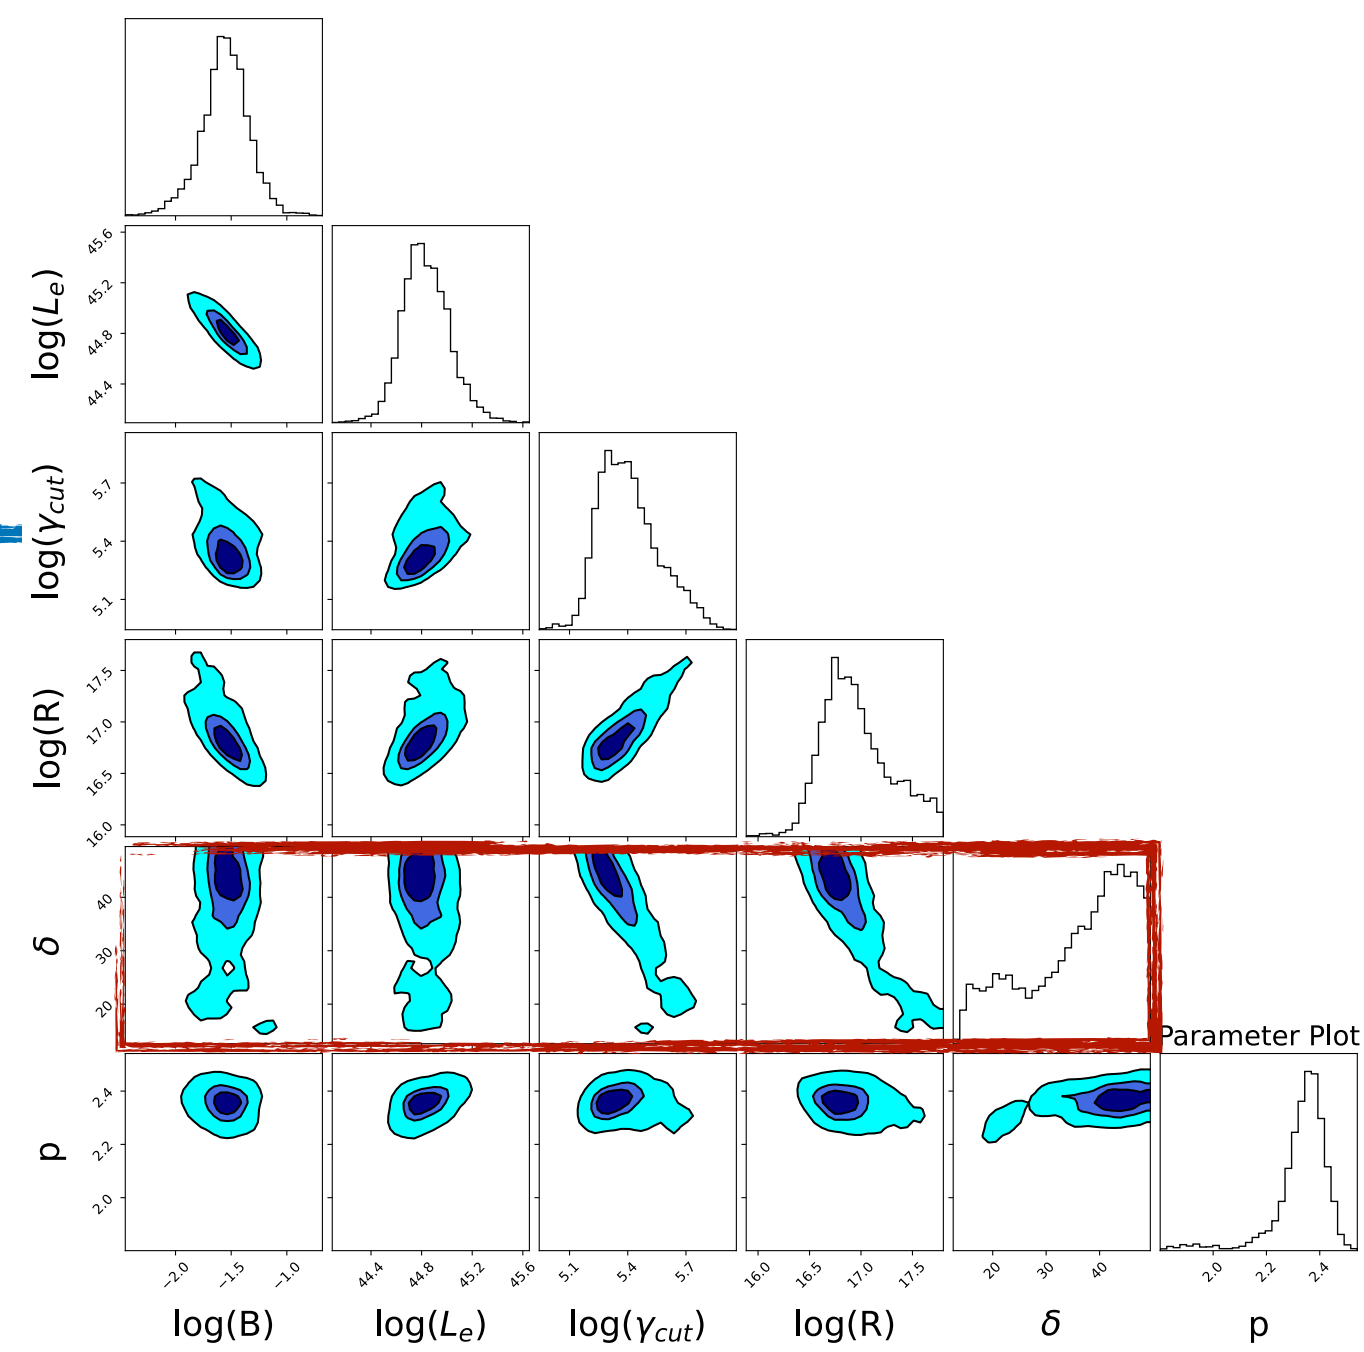 45.6
45.2
44.8
44.4
log(Lₑ)
5.7
5.4
5.1
log(γ_cut)
17.5
17.0
16.5
16.0
log(R)
40
30
20
δ
Parameter Plot
2.4
2.2
2.0
p
−2.0 −1.5 −1.0 44.4 44.8 45.2 45.6 5.1 5.4 5.7 16.0 16.5 17.0 17.5 20 30 40 2.0 2.2 2.4
log(B) log(Lₑ) log(γ_cut) log(R) δ p